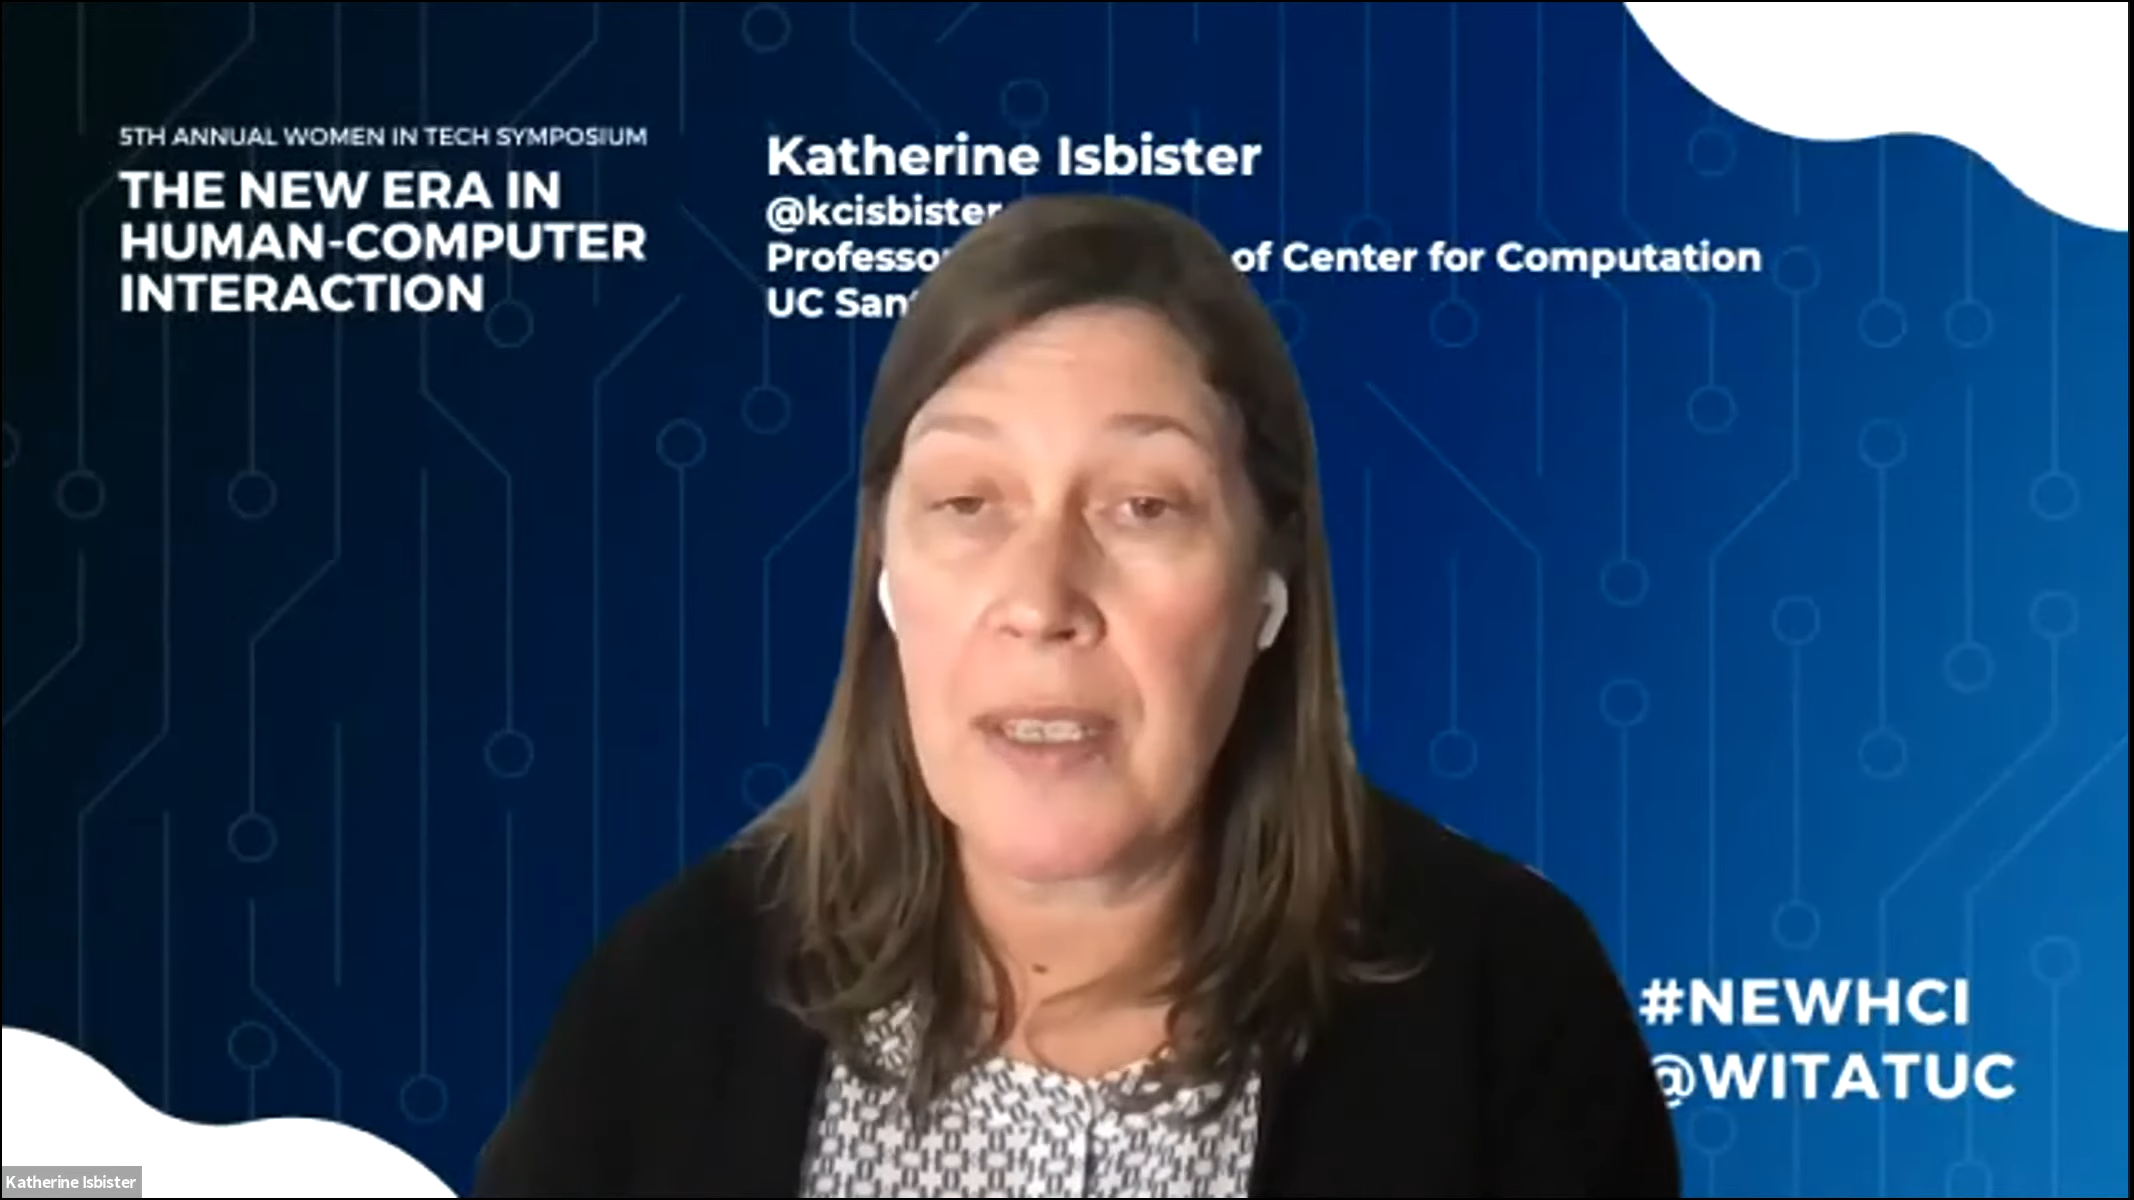 5TH ANNUAL WOMEN IN TECH SYMPOSIUM
THE NEW ERA IN
HUMAN-COMPUTER
INTERACTION
Katherine Isbister
@kcisbister
of Center for Computation
UC
#NEWHCI
@WITATUC
Katherine Isbister